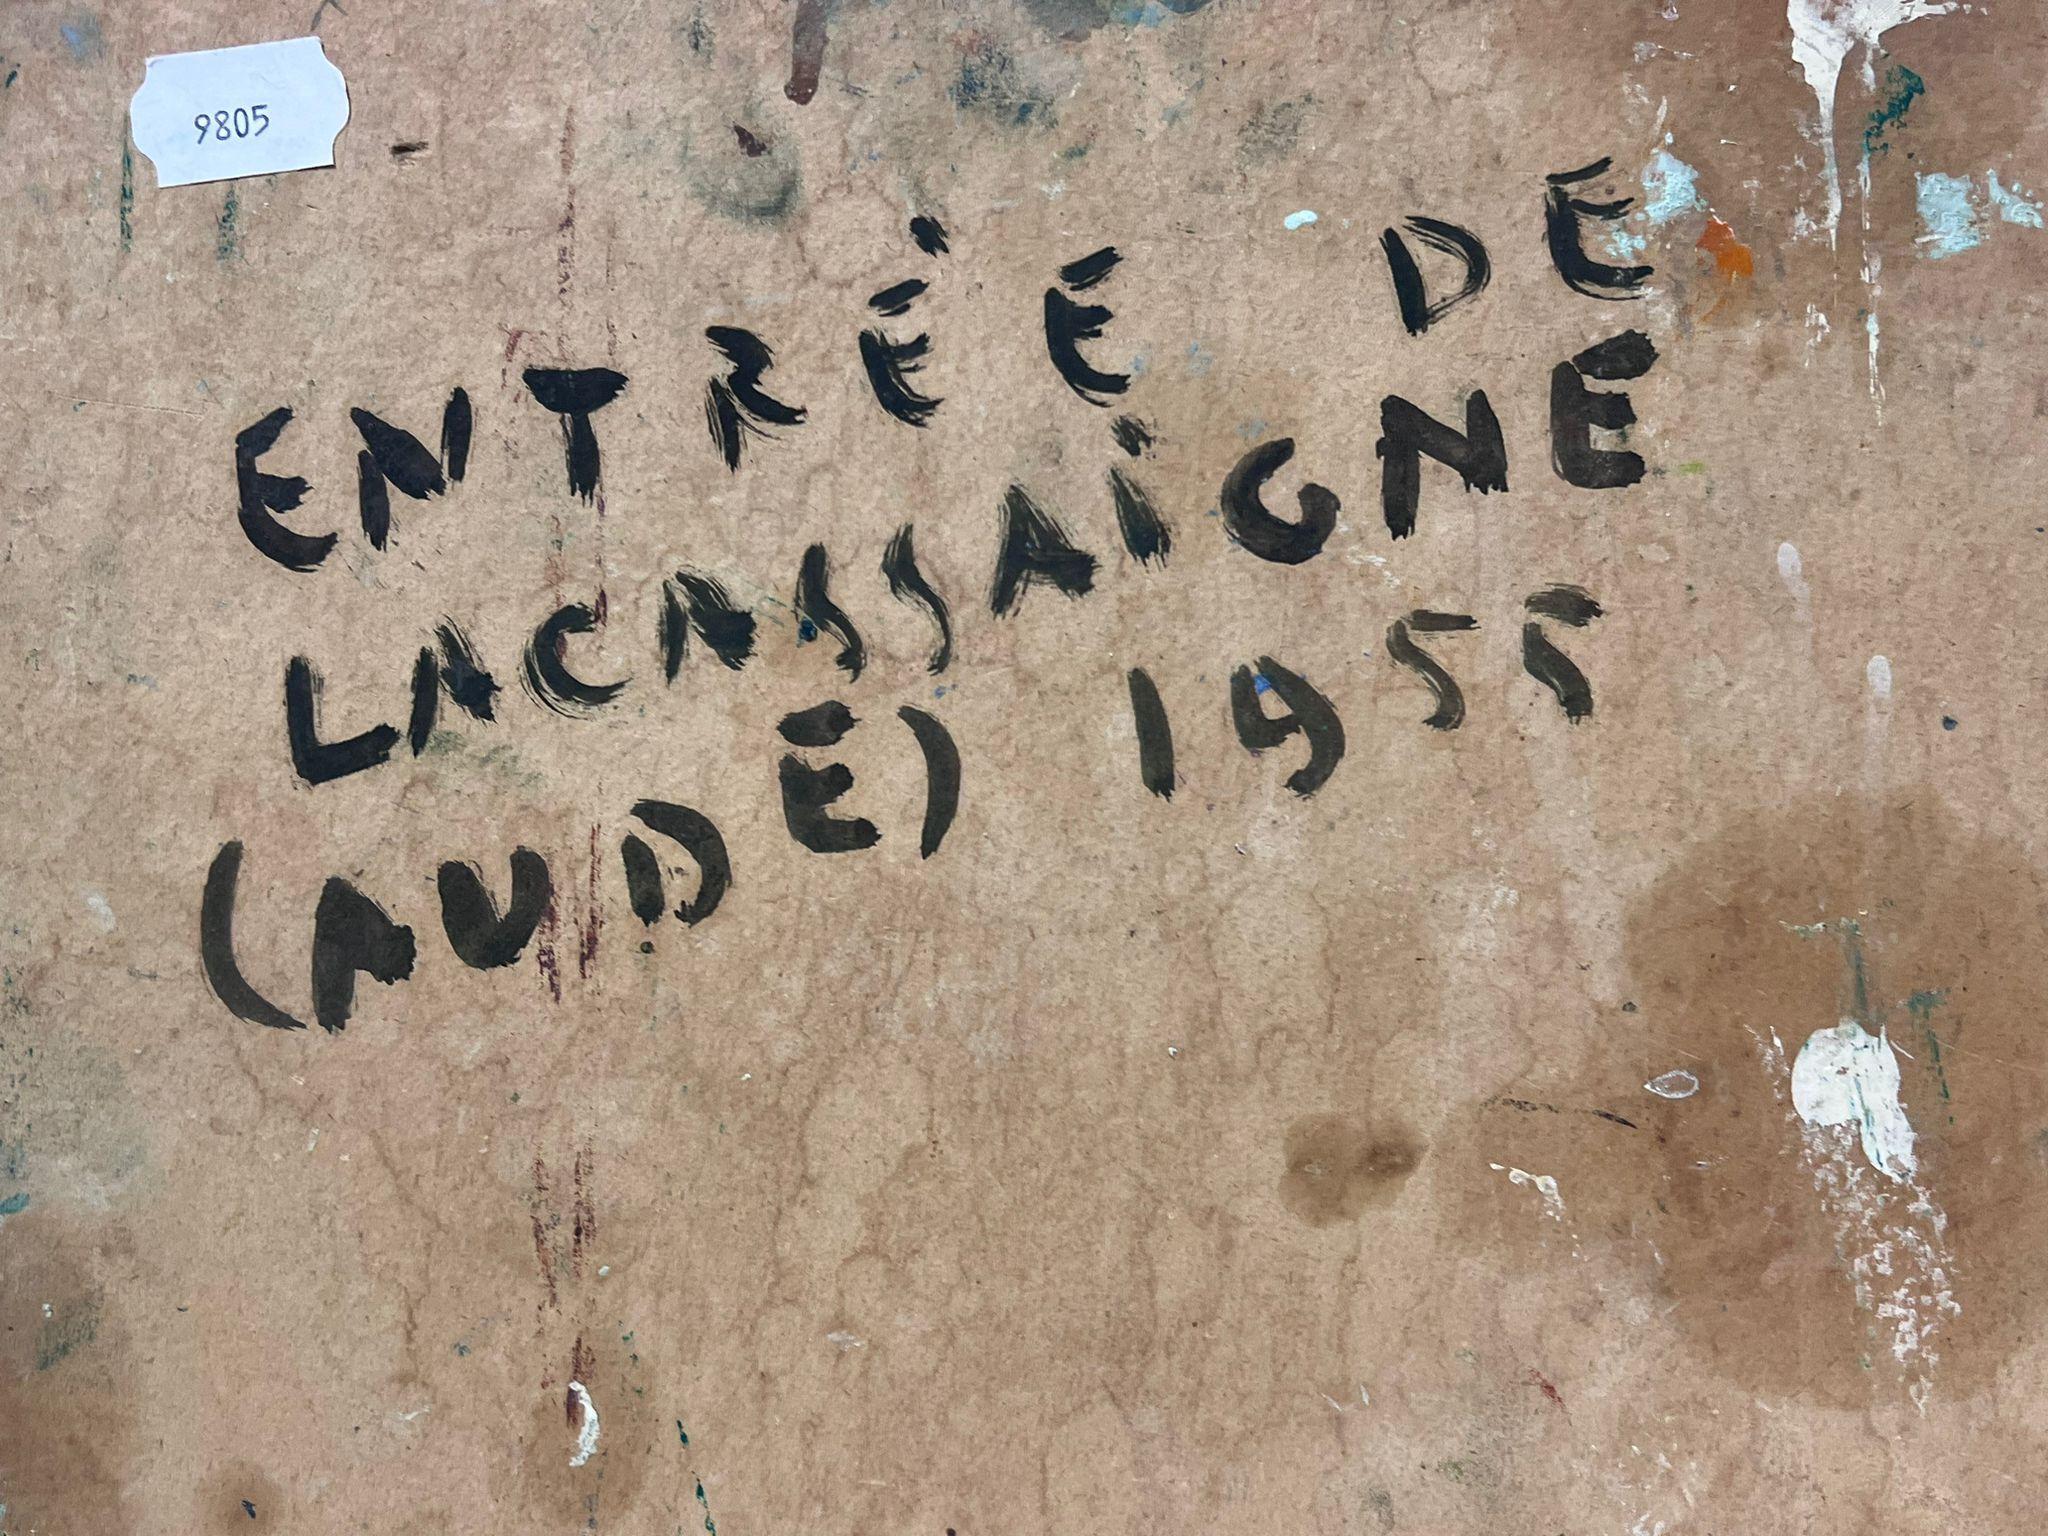 9805
ENTRÉE DE
LACASSAIGNE
(AUDE) 1955